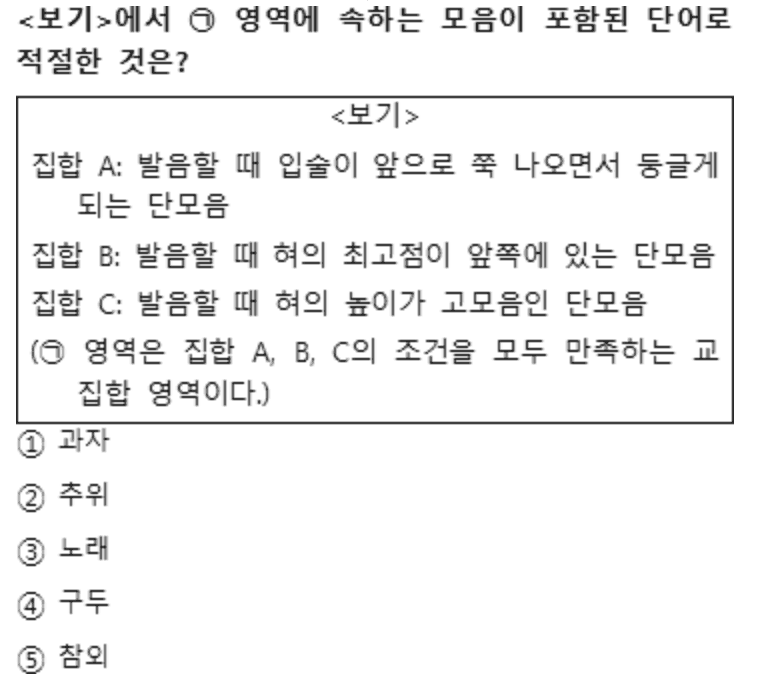 <보기>에서 ㉠ 영역에 속하는 모음이 포함된 단어로
적절한 것은?
<보기>
집합 A: 발음할 때 입술이 앞으로 쭉 나오면서 둥글게
되는 단모음
집합 B: 발음할 때 혀의 최고점이 앞쪽에 있는 단모음
집합 C: 발음할 때 혀의 높이가 고모음인 단모음
(㉠ 영역은 집합 A, B, C의 조건을 모두 만족하는 교
집합 영역이다.)
① 과자
② 추위
③ 노래
④ 구두
⑤ 참외